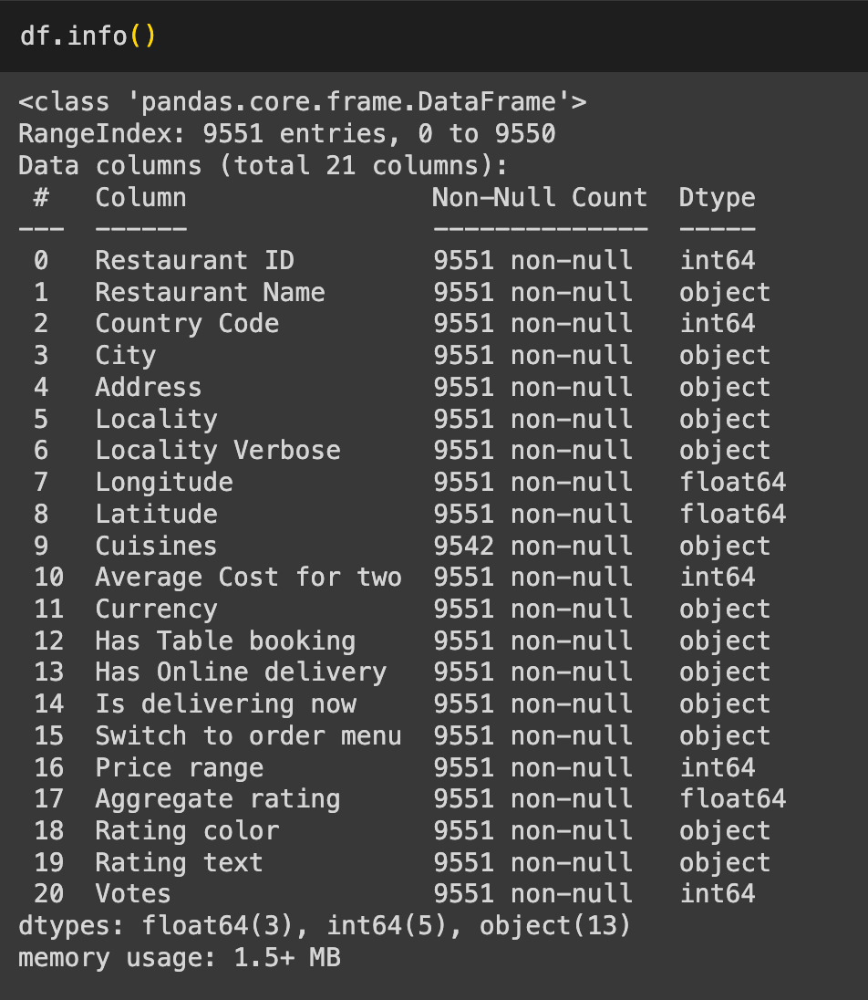 df.info()
<class 'pandas.core.frame.DataFrame'>
RangeIndex: 9551 entries, 0 to 9550
Data columns (total 21 columns):
 #   Column                Non-Null Count  Dtype
---  ------                --------------  -----
 0   Restaurant ID         9551 non-null   int64
 1   Restaurant Name       9551 non-null   object
 2   Country Code          9551 non-null   int64
 3   City                  9551 non-null   object
 4   Address               9551 non-null   object
 5   Locality              9551 non-null   object
 6   Locality Verbose      9551 non-null   object
 7   Longitude             9551 non-null   float64
 8   Latitude              9551 non-null   float64
 9   Cuisines              9542 non-null   object
 10  Average Cost for two  9551 non-null   int64
 11  Currency              9551 non-null   object
 12  Has Table booking     9551 non-null   object
 13  Has Online delivery   9551 non-null   object
 14  Is delivering now     9551 non-null   object
 15  Switch to order menu  9551 non-null   object
 16  Price range           9551 non-null   int64
 17  Aggregate rating      9551 non-null   float64
 18  Rating color          9551 non-null   object
 19  Rating text           9551 non-null   object
 20  Votes                 9551 non-null   int64
dtypes: float64(3), int64(5), object(13)
memory usage: 1.5+ MB